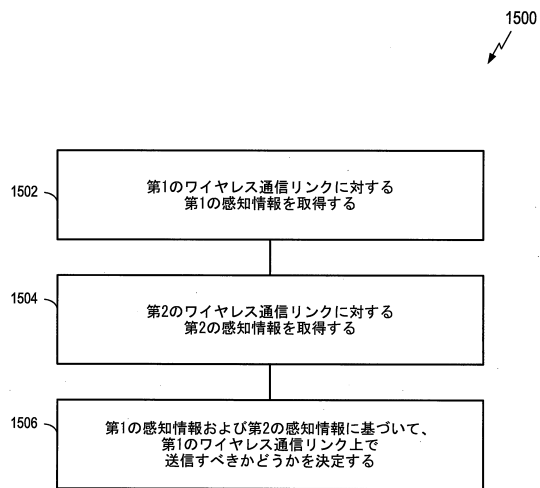 1500
1502
第1のワイヤレス通信リンクに対する
第1の感知情報を取得する
1504
第2のワイヤレス通信リンクに対する
第2の感知情報を取得する
1506
第1の感知情報および第2の感知情報に基づいて、
第1のワイヤレス通信リンク上で
送信すべきかどうかを決定する